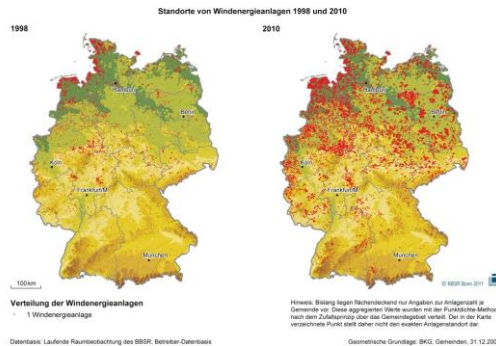 Standorte von Windenergieanlagen 1998 und 2010
1998
2010
Hamburg
Berlin
Köln
Frankfurt/M.
München
100 km
Hamburg
Berlin
Köln
Frankfurt/M.
München
© BBSR Bonn 2011
Verteilung der Windenergieanlagen
1 Windenergieanlage
Hinweis: Bislang liegen flächendeckend nur Angaben zur Anlagenzahl je
Gemeinde vor. Diese aggregierten Werte wurden mit der Punktdichte-Methode
nach dem Zufallsprinzip über das Gemeindegebiet verteilt. Der in der Karte
verzeichnete Punkt stellt daher nicht den exakten Anlagenstandort dar.
Datenbasis: Laufende Raumbeobachtung des BBSR, Betreiber-Datenbasis
Geometrische Grundlage: BKG, Gemeinden, 31.12.200